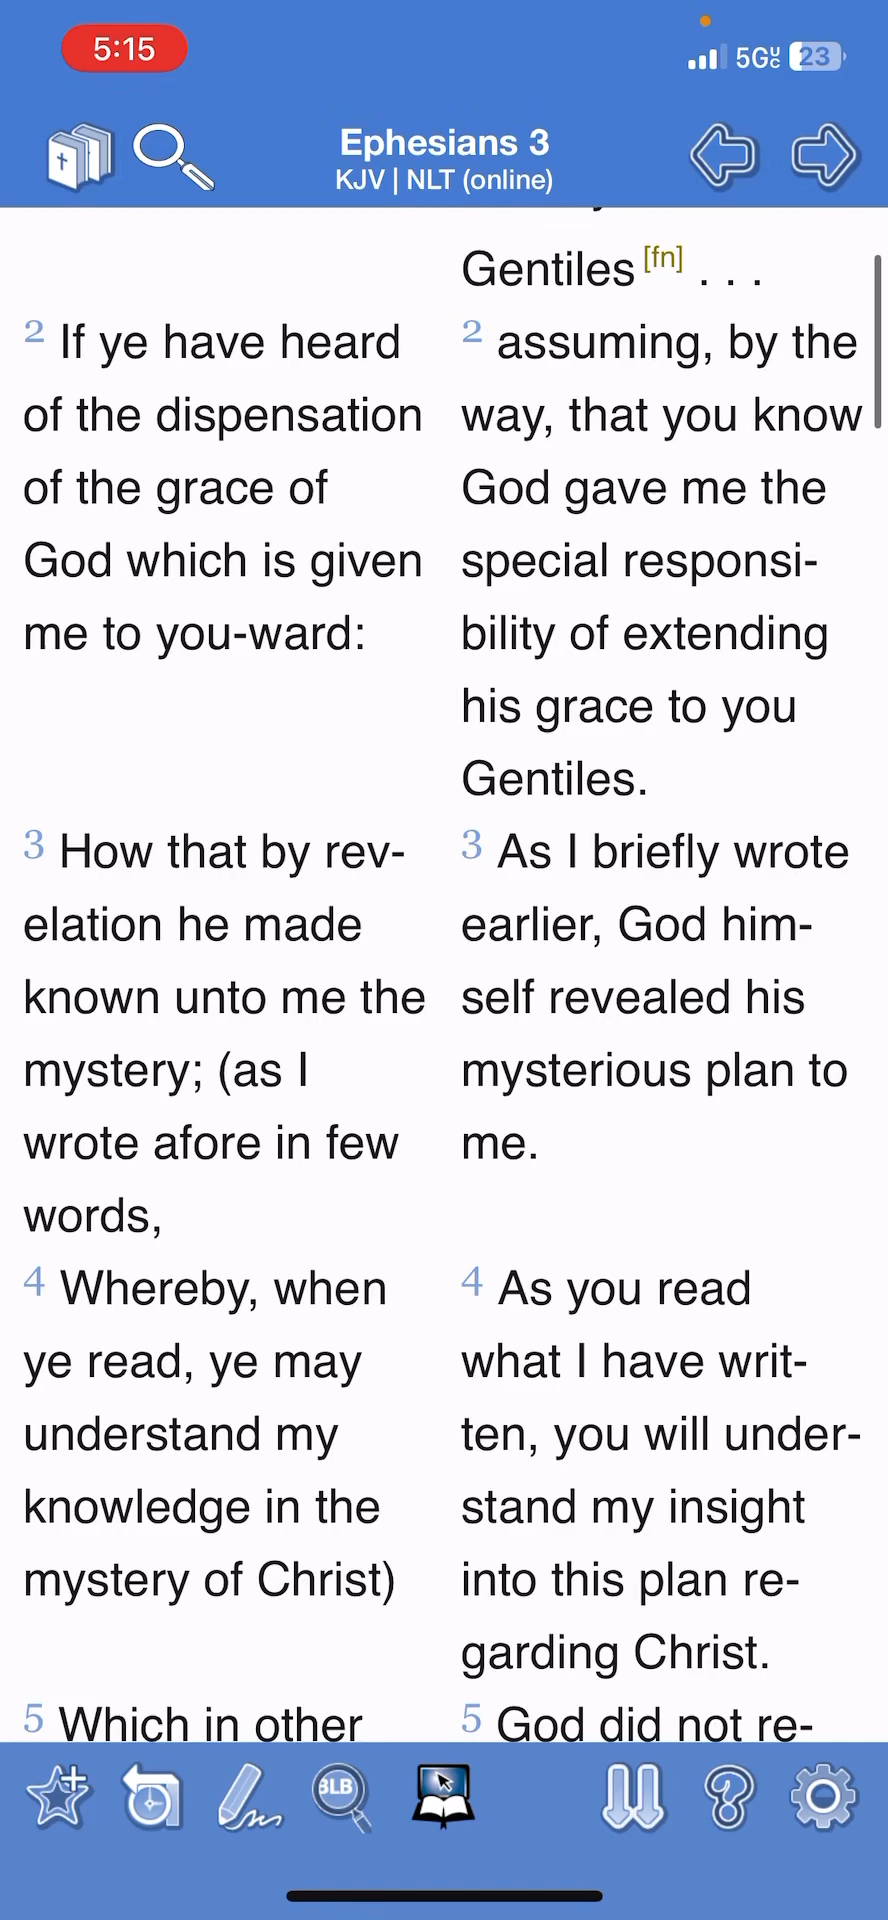 5:15
5G
23
Ephesians 3
KJV | NLT (online)
Gentiles [fn] . . .
2 If ye have heard
of the dispensation
of the grace of
God which is given
me to you-ward:
3 How that by rev-
elation he made
known unto me the
mystery; (as I
wrote afore in few
words,
4 Whereby, when
ye read, ye may
understand my
knowledge in the
mystery of Christ)
5 Which in other
2 assuming, by the
way, that you know
God gave me the
special responsi-
bility of extending
his grace to you
Gentiles.
3 As I briefly wrote
earlier, God him-
self revealed his
mysterious plan to
me.
4 As you read
what I have writ-
ten, you will under-
stand my insight
into this plan re-
garding Christ.
5 God did not re-
BLB